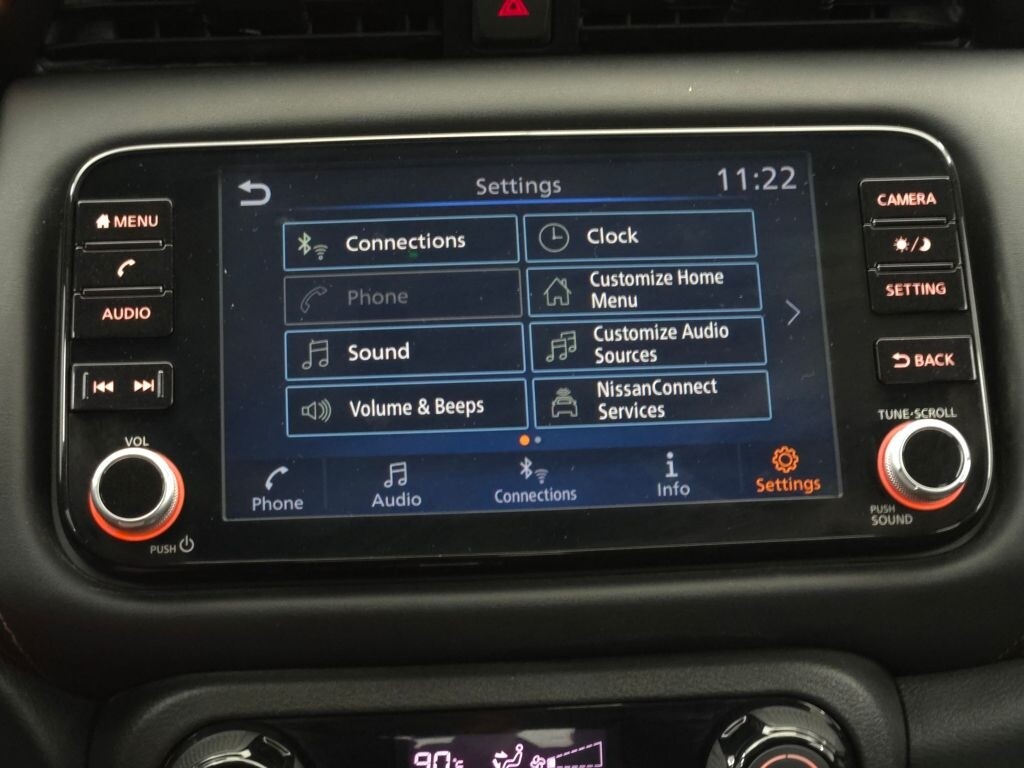 MENU
AUDIO
VOL
PUSH
Settings
11:22
Connections
Clock
Phone
Customize Home
Menu
Sound
Customize Audio
Sources
Volume & Beeps
NissanConnect
Services
Phone
Audio
Connections
Info
Settings
CAMERA
SETTING
BACK
TUNE·SCROLL
PUSH
SOUND